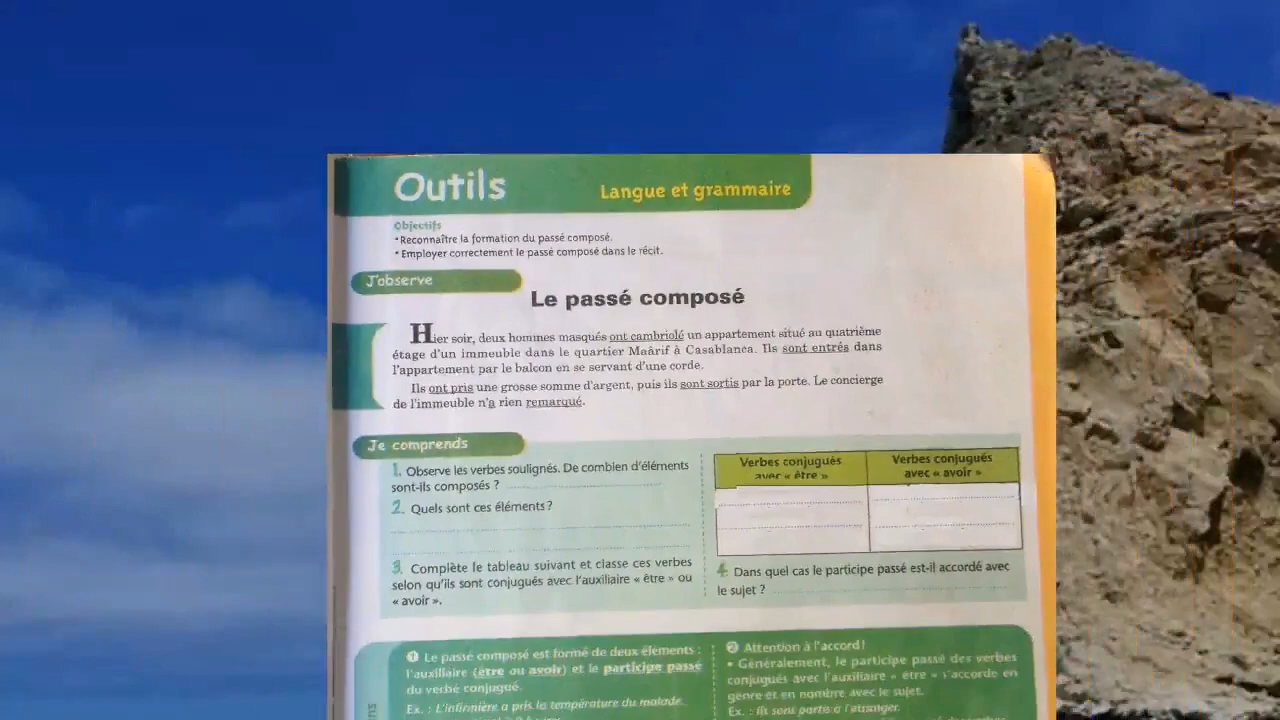 Outils
Langue et grammaire
Objectifs
• Reconnaître la formation du passé composé.
• Employer correctement le passé composé dans le récit.
J'observe
Le passé composé
Hier soir, deux hommes masqués ont cambriolé un appartement situé au quatrième
étage d'un immeuble dans le quartier Maârif à Casablanca. Ils sont entrés dans
l'appartement par le balcon en se servant d'une corde.
Ils ont pris une grosse somme d'argent, puis ils sont sortis par la porte. Le concierge
de l'immeuble n'a rien remarqué.
Je comprends
1. Observe les verbes soulignés. De combien d'éléments
sont-ils composés ?
2. Quels sont ces éléments ?
3. Complète le tableau suivant et classe ces verbes
selon qu'ils sont conjugués avec l'auxiliaire « être » ou
« avoir ».
Verbes conjugués
avec « être »
Verbes conjugués
avec « avoir »
4. Dans quel cas le participe passé est-il accordé avec
le sujet ?
1 Le passé composé est formé de deux éléments :
l'auxiliaire (être ou avoir) et le participe passé
du verbe conjugué.
Ex. : L'infirmière a pris la température du malade.
2 Attention à l'accord !
• Généralement, le participe passé des verbes
conjugués avec l'auxiliaire « être » s'accorde en
genre et en nombre avec le sujet.
Ex. : ils sont partis à l'étranger.